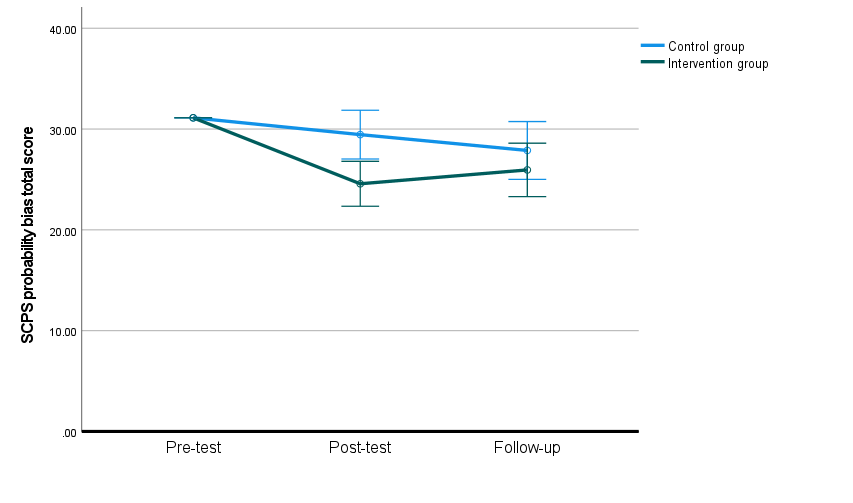 40.00
30.00
20.00
10.00
.00
SCPS probability bias total score
Pre-test
Post-test
Follow-up
Control group
Intervention group